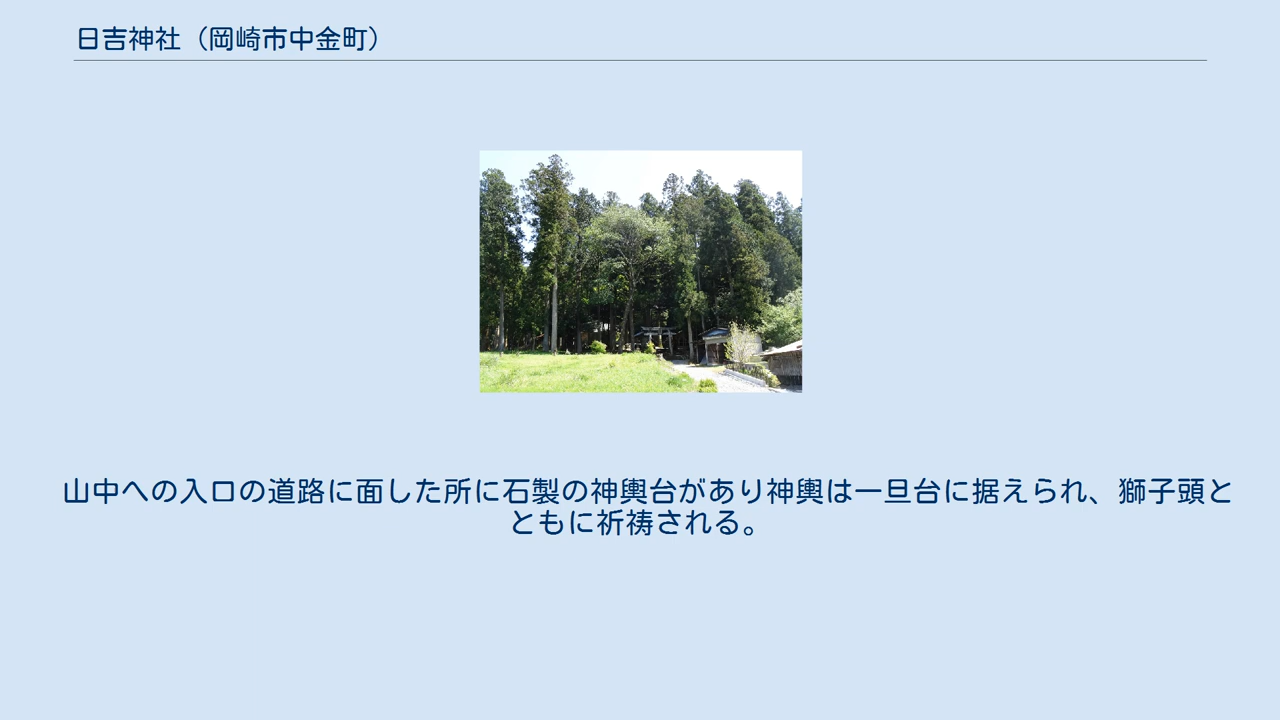 日吉神社（岡崎市中金町）
山中への入口の道路に面した所に石製の神輿台があり神輿は一旦台に据えられ、獅子頭と
ともに祈祷される。